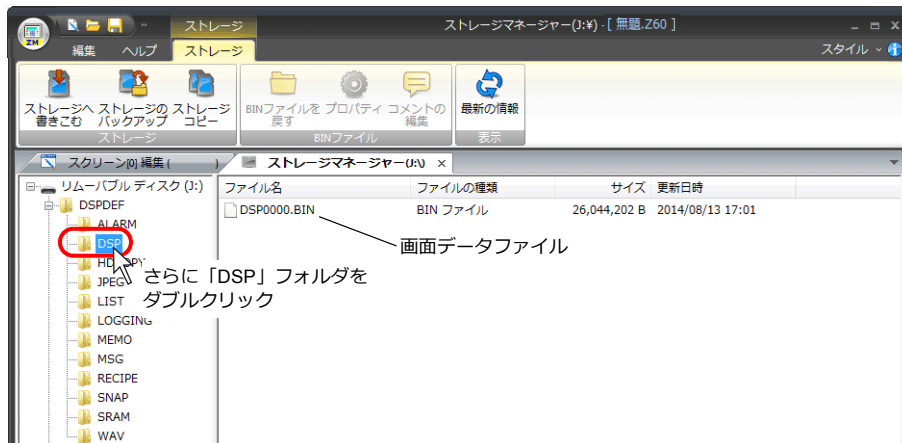 ZM
ストレージ
ストレージマネージャー(J:¥) - [ 無題.Z60 ]
編集 ヘルプ ストレージ
スタイル
ストレージへ書きこむ
ストレージのバックアップ
ストレージコピー
BINファイルを戻す
プロパティ
コメントの編集
最新の情報
ストレージ
BINファイル
表示
スクリーン[0] 編集 ( )
ストレージマネージャー(J:\) ×
リムーバブル ディスク (J:)
ファイル名 ファイルの種類 サイズ 更新日時
DSPDEF
DSP0000.BIN BIN ファイル 26,044,202 B 2014/08/13 17:01
ALARM
DSP
画面データファイル
JPEG
さらに「DSP」フォルダを
ダブルクリック
LIST
LOGGING
MEMO
MSG
RECIPE
SNAP
SRAM
WAV